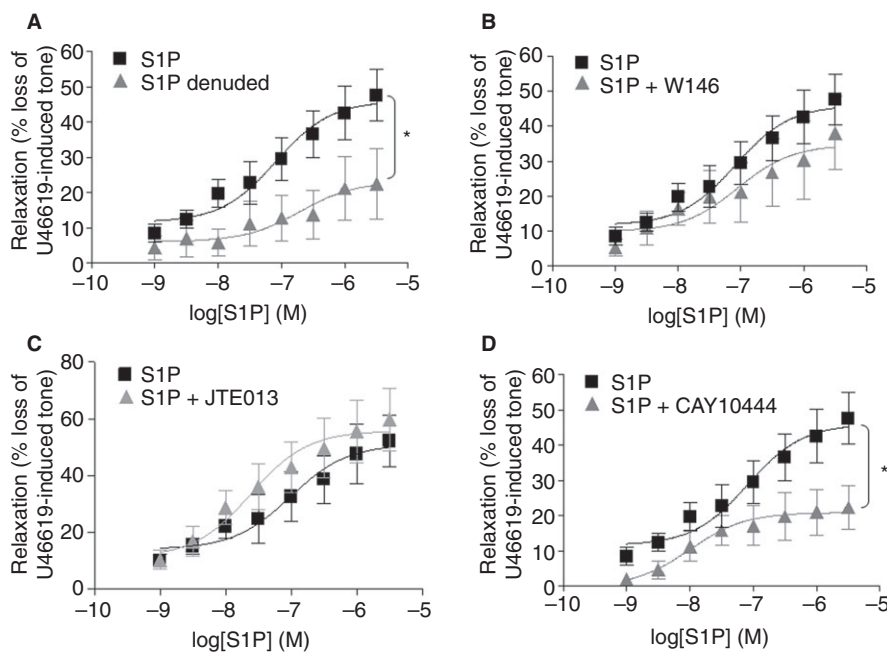 A
Relaxation (% loss of
U46619-induced tone)
60
50
40
30
20
10
0
S1P
S1P denuded
*
−10
−9
−8
−7
−6
−5
log[S1P] (M)
B
Relaxation (% loss of
U46619-induced tone)
60
50
40
30
20
10
0
S1P
S1P + W146
−10
−9
−8
−7
−6
−5
log[S1P] (M)
C
Relaxation (% loss of
U46619-induced tone)
80
60
40
20
0
S1P
S1P + JTE013
−10
−9
−8
−7
−6
−5
log[S1P] (M)
D
Relaxation (% loss of
U46619-induced tone)
60
50
40
30
20
10
0
S1P
S1P + CAY10444
*
−10
−9
−8
−7
−6
−5
log[S1P] (M)